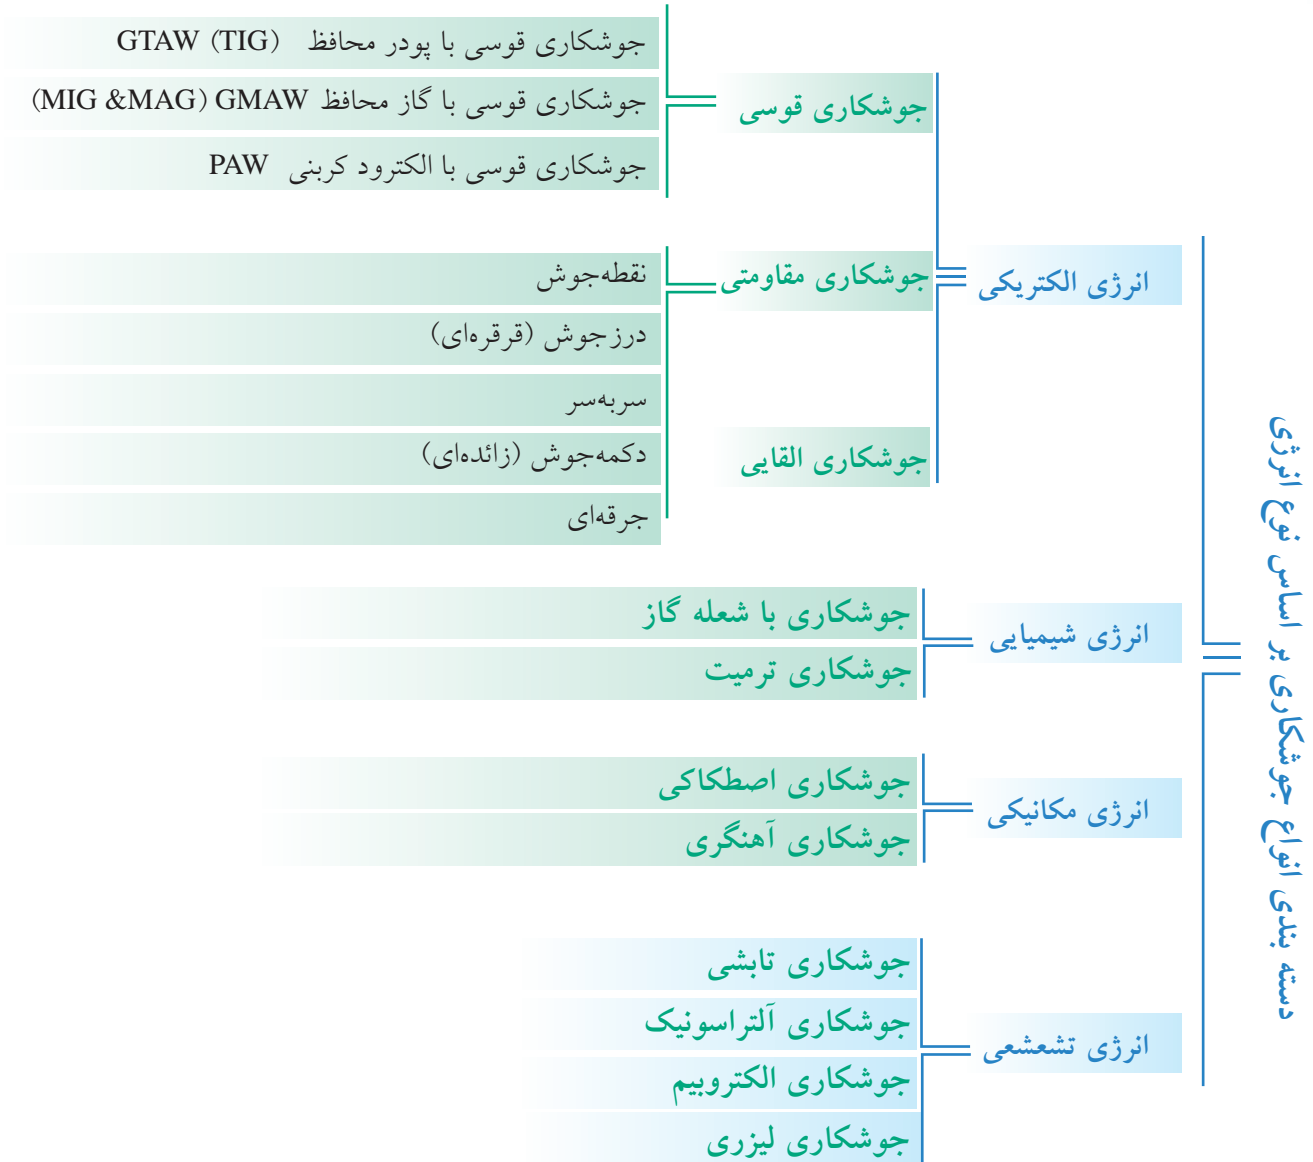 دسته بندی انواع جوشکاری بر اساس نوع انرژی
انرژی الکتریکی
جوشکاری قوسی
جوشکاری قوسی با پودر محافظ GTAW (TIG)
جوشکاری قوسی با گاز محافظ GMAW (MIG &MAG)
جوشکاری قوسی با الکترود کربنی PAW
جوشکاری مقاومتی
نقطه‌جوش
درزجوش (قرقره‌ای)
سربه‌سر
دکمه‌جوش (زائده‌ای)
جرقه‌ای
جوشکاری القایی
انرژی شیمیایی
جوشکاری با شعله گاز
جوشکاری ترمیت
انرژی مکانیکی
جوشکاری اصطکاکی
جوشکاری آهنگری
انرژی تشعشعی
جوشکاری تابشی
جوشکاری آلتراسونیک
جوشکاری الکتروبیم
جوشکاری لیزری